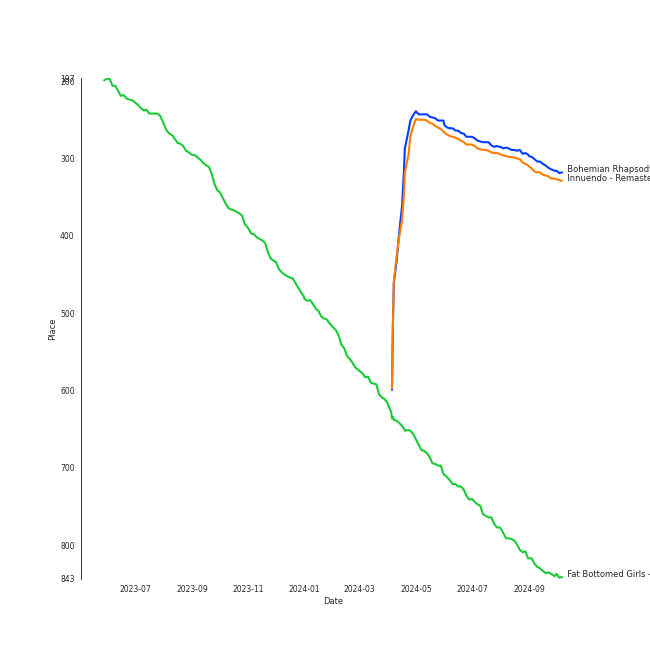 197
200
300
400
500
600
700
800
843
Place
2023-07 2023-09 2023-11 2024-01 2024-03 2024-05 2024-07 2024-09
Date
Bohemian Rhapsod
Innuendo - Remaste
Fat Bottomed Girls -